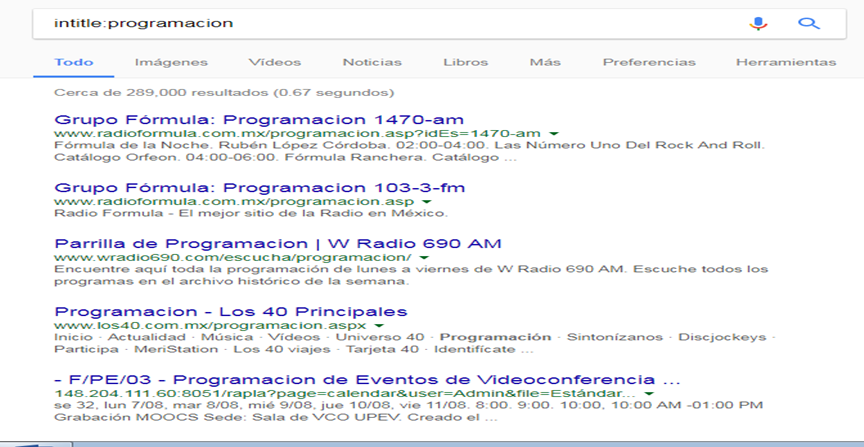 intitle:programacion
Todo Imágenes Vídeos Noticias Libros Más Preferencias Herramientas
Cerca de 289,000 resultados (0.67 segundos)
Grupo Fórmula: Programacion 1470-am
www.radioformula.com.mx/programacion.asp?idEs=1470-am
Fórmula de la Noche. Rubén López Córdoba. 02:00-04:00. Las Número Uno Del Rock And Roll.
Catálogo Orfeon. 04:00-06:00. Fórmula Ranchera. Catálogo ...
Grupo Fórmula: Programacion 103-3-fm
www.radioformula.com.mx/programacion.asp
Radio Formula - El mejor sitio de la Radio en México.
Parrilla de Programacion | W Radio 690 AM
www.wradio690.com/escucha/programacion/
Encuentre aquí toda la programación de lunes a viernes de W Radio 690 AM. Escuche todos los
programas en el archivo histórico de la semana.
Programacion - Los 40 Principales
www.los40.com.mx/programacion.aspx
Inicio · Actualidad · Música · Vídeos · Universo 40 · Programación · Sintonízanos · Discjockeys ·
Participa · MeriStation · Los 40 viajes · Tarjeta 40 · Identifícate ...
- F/PE/03 - Programacion de Eventos de Videoconferencia ...
148.204.111.60:8051/rapla?page=calendar&user=Admin&file=Estándar...
se 32, lun 7/08, mar 8/08, mié 9/08, jue 10/08, vie 11/08. 8:00. 9:00. 10:00, 10:00 AM -01:00 PM
Grabación MOOCS Sede: Sala de VCO UPEV. Creado el ...